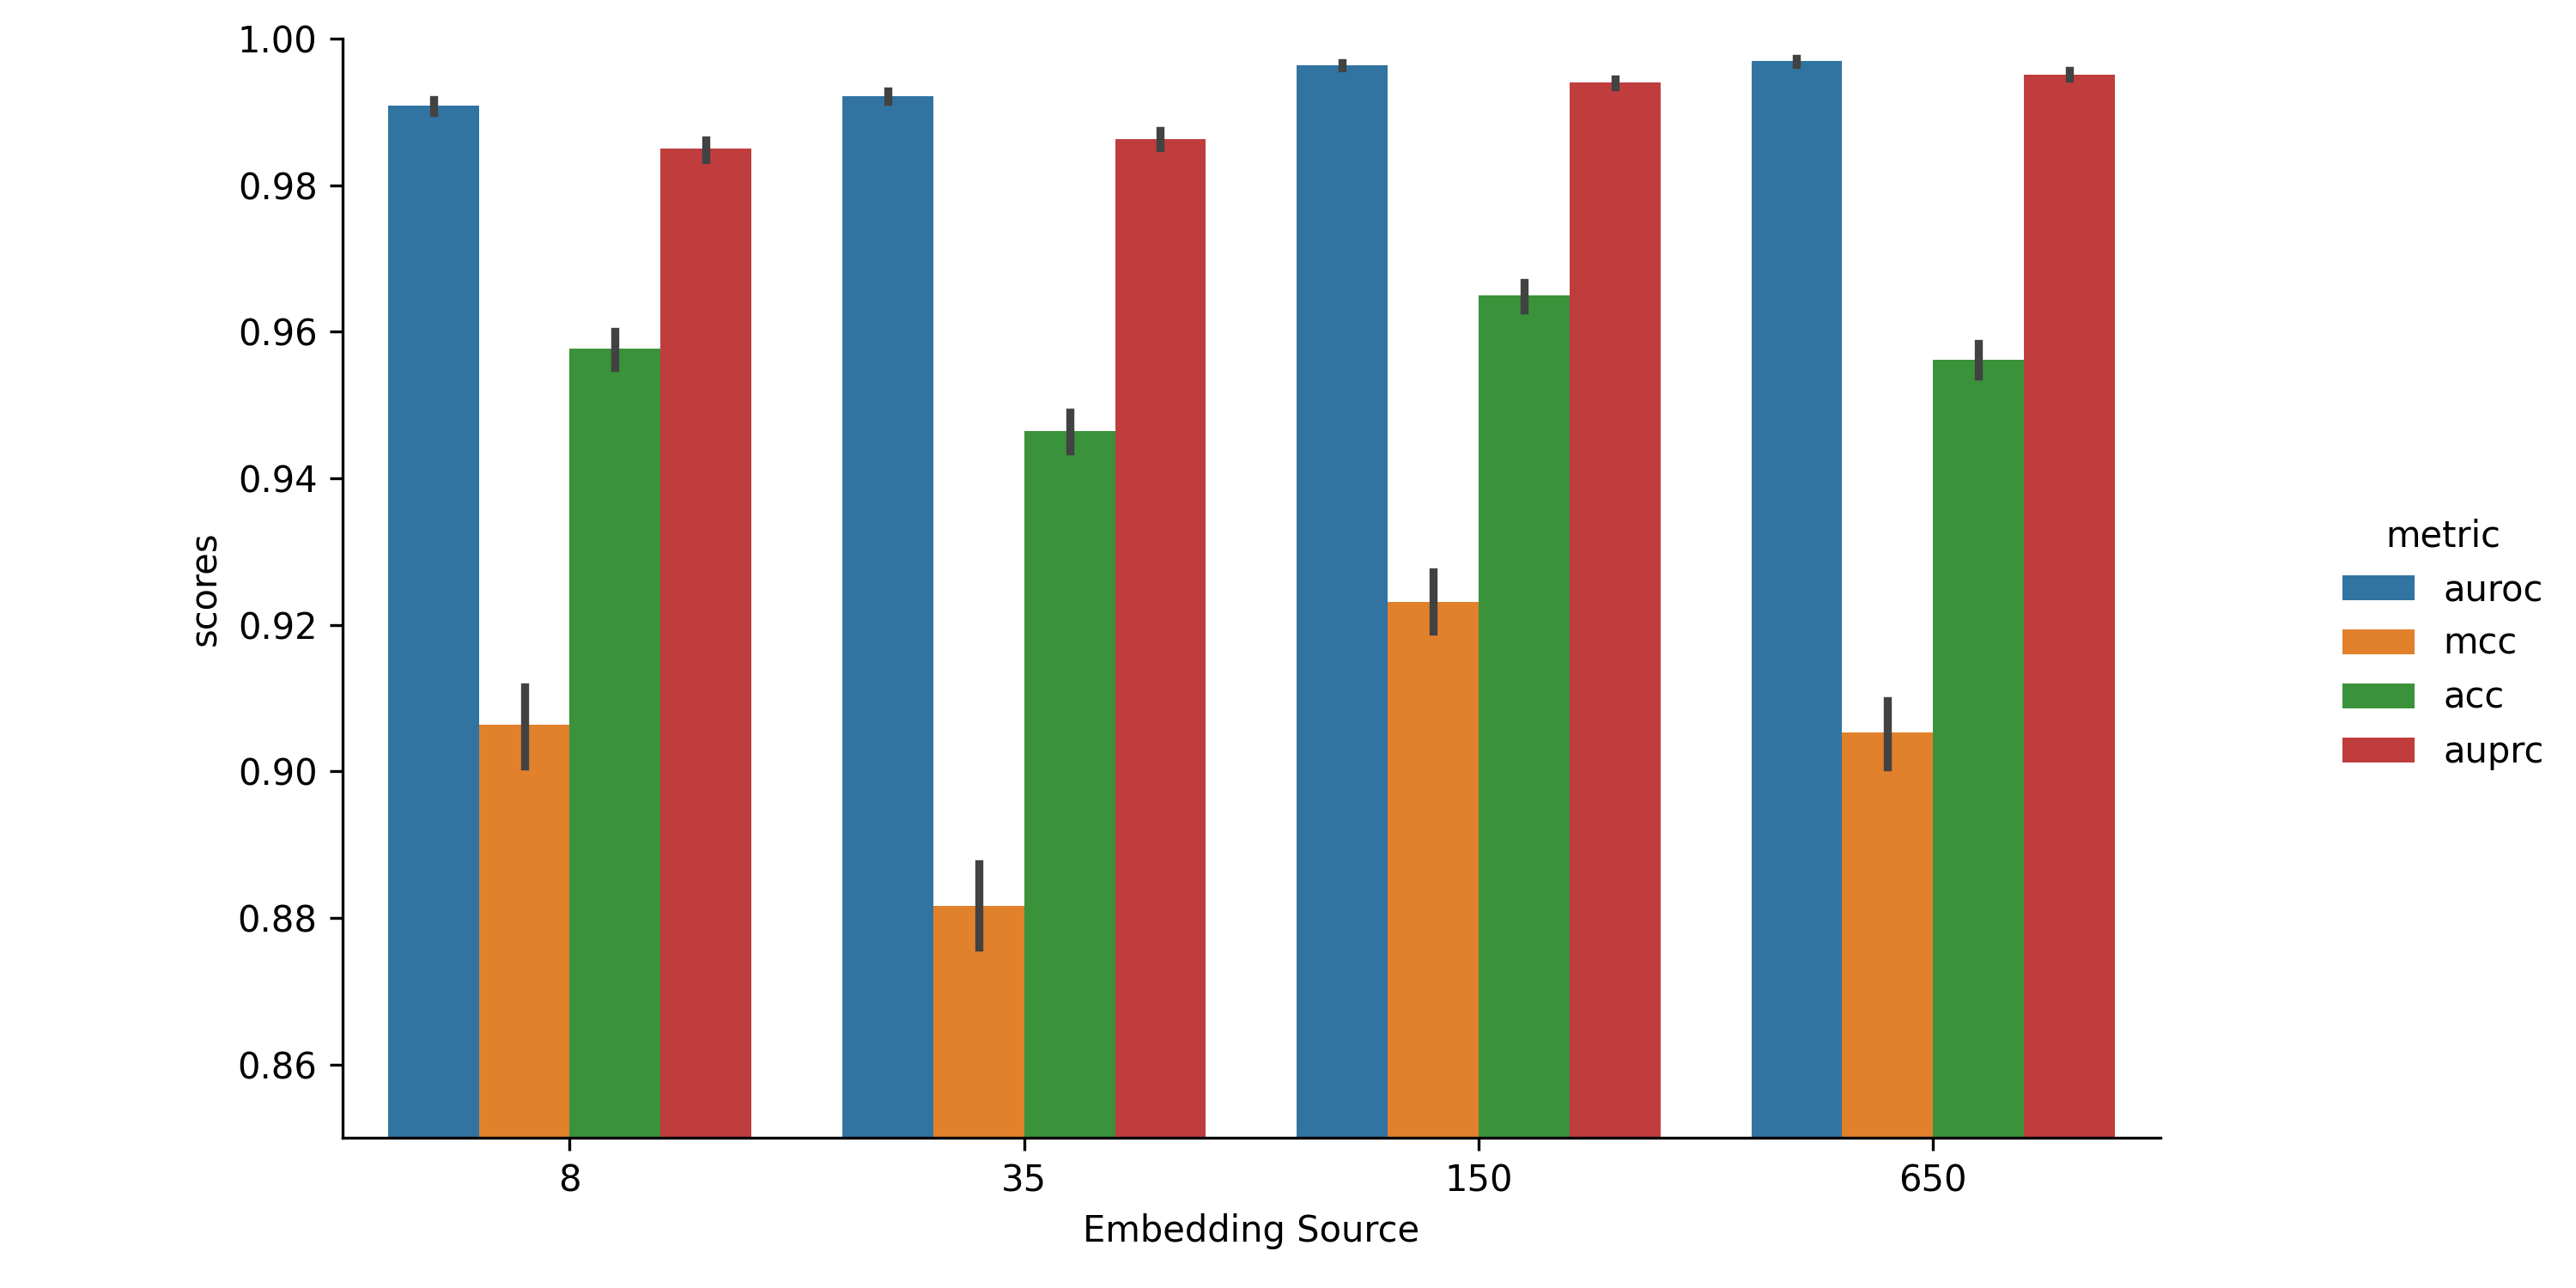 1.00
0.98
0.96
0.94
0.92
0.90
0.88
0.86
scores
8 35 150 650
Embedding Source
metric
auroc
mcc
acc
auprc